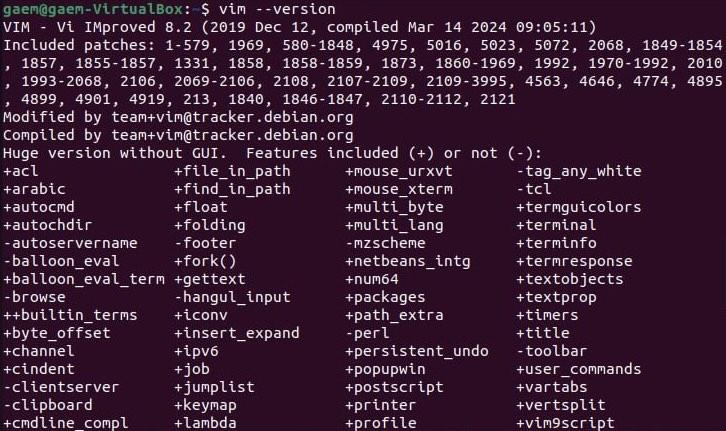 gaem@gaem-VirtualBox:~$ vim --version
VIM - Vi IMproved 8.2 (2019 Dec 12, compiled Mar 14 2024 09:05:11)
Included patches: 1-579, 1969, 580-1848, 4975, 5016, 5023, 5072, 2068, 1849-1854
, 1857, 1855-1857, 1331, 1858, 1858-1859, 1873, 1860-1969, 1992, 1970-1992, 2010
, 1993-2068, 2106, 2069-2106, 2108, 2107-2109, 2109-3995, 4563, 4646, 4774, 4895
, 4899, 4901, 4919, 213, 1840, 1846-1847, 2110-2112, 2121
Modified by team+vim@tracker.debian.org
Compiled by team+vim@tracker.debian.org
Huge version without GUI.  Features included (+) or not (-):
+acl               +file_in_path      +mouse_urxvt       -tag_any_white
+arabic            +find_in_path      +mouse_xterm       -tcl
+autocmd           +float             +multi_byte        +termguicolors
+autochdir         +folding           +multi_lang        +terminal
-autoservername    -footer            -mzscheme          +terminfo
-balloon_eval      +fork()            +netbeans_intg     +termresponse
+balloon_eval_term +gettext           +num64             +textobjects
-browse            -hangul_input      +packages          +textprop
++builtin_terms    +iconv             +path_extra        +timers
+byte_offset       +insert_expand     -perl              +title
+channel           +ipv6              +persistent_undo   -toolbar
+cindent           +job               +popupwin          +user_commands
-clientserver      +jumplist          +postscript        +vartabs
-clipboard         +keymap            +printer           +vertsplit
+cmdline_compl     +lambda            +profile           +vim9script